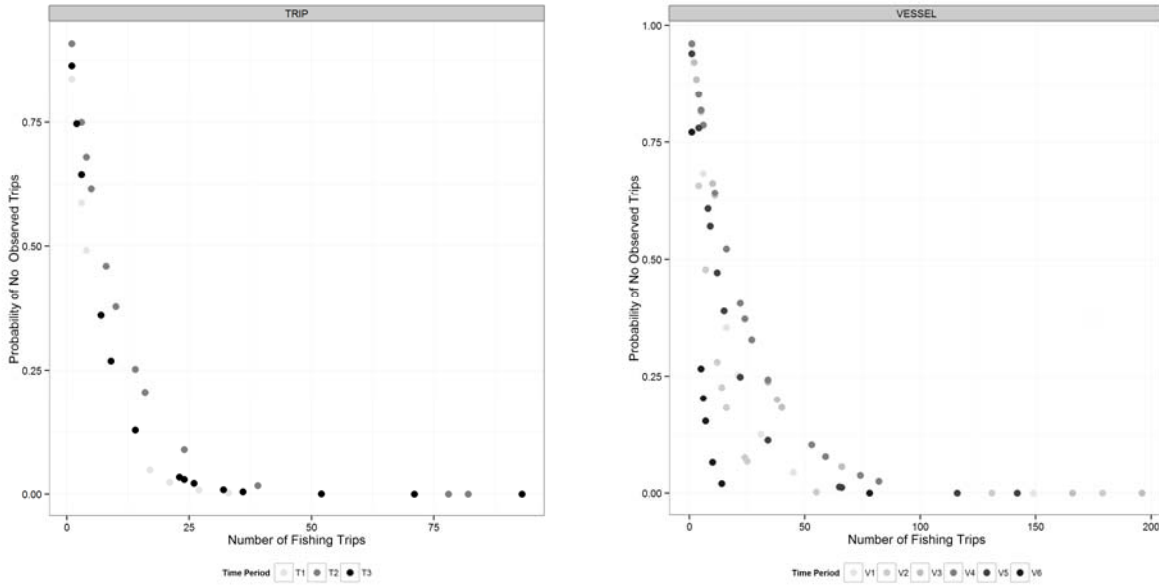 TRIP
Probability of No Observed Trips
0.75
0.50
0.25
0.00
0
25
50
75
Number of Fishing Trips
Time Period T1 T2 T3
VESSEL
Probability of No Observed Trips
1.00
0.75
0.50
0.25
0.00
0
50
100
150
200
Number of Fishing Trips
Time Period V1 V2 V3 V4 V5 V6